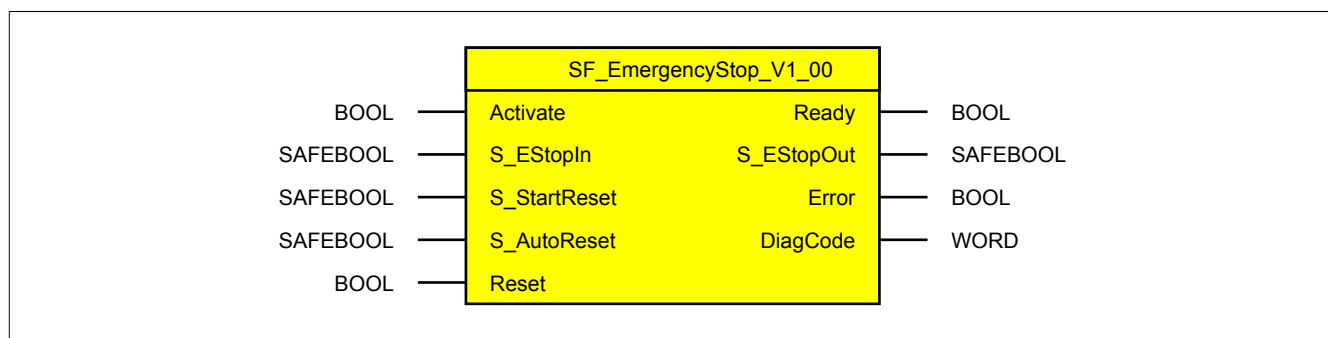 SF_EmergencyStop_V1_00
BOOL Activate Ready BOOL
SAFEBOOL S_EStopIn S_EStopOut SAFEBOOL
SAFEBOOL S_StartReset Error BOOL
SAFEBOOL S_AutoReset DiagCode WORD
BOOL Reset